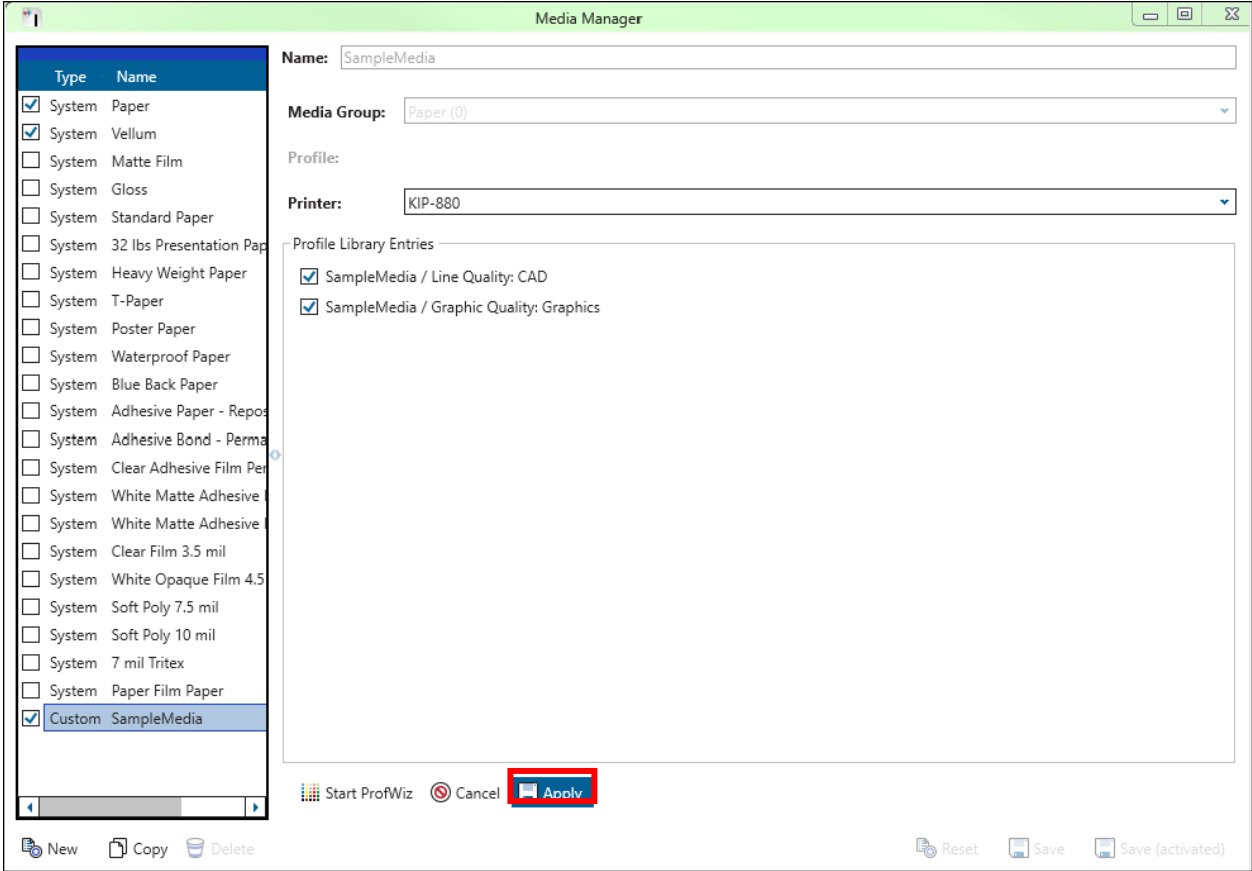 Media Manager
Type Name
System Paper
System Vellum
System Matte Film
System Gloss
System Standard Paper
System 32 lbs Presentation Pap
System Heavy Weight Paper
System T-Paper
System Poster Paper
System Waterproof Paper
System Blue Back Paper
System Adhesive Paper - Repos
System Adhesive Bond - Perma
System Clear Adhesive Film Per
System White Matte Adhesive
System White Matte Adhesive
System Clear Film 3.5 mil
System White Opaque Film 4.5
System Soft Poly 7.5 mil
System Soft Poly 10 mil
System 7 mil Tritex
System Paper Film Paper
Custom SampleMedia
Name: SampleMedia
Media Group: Paper (0)
Profile:
Printer: KIP-880
Profile Library Entries
SampleMedia / Line Quality: CAD
SampleMedia / Graphic Quality: Graphics
Start ProfWiz Cancel Apply
New Copy Delete Reset Save Save (activated)